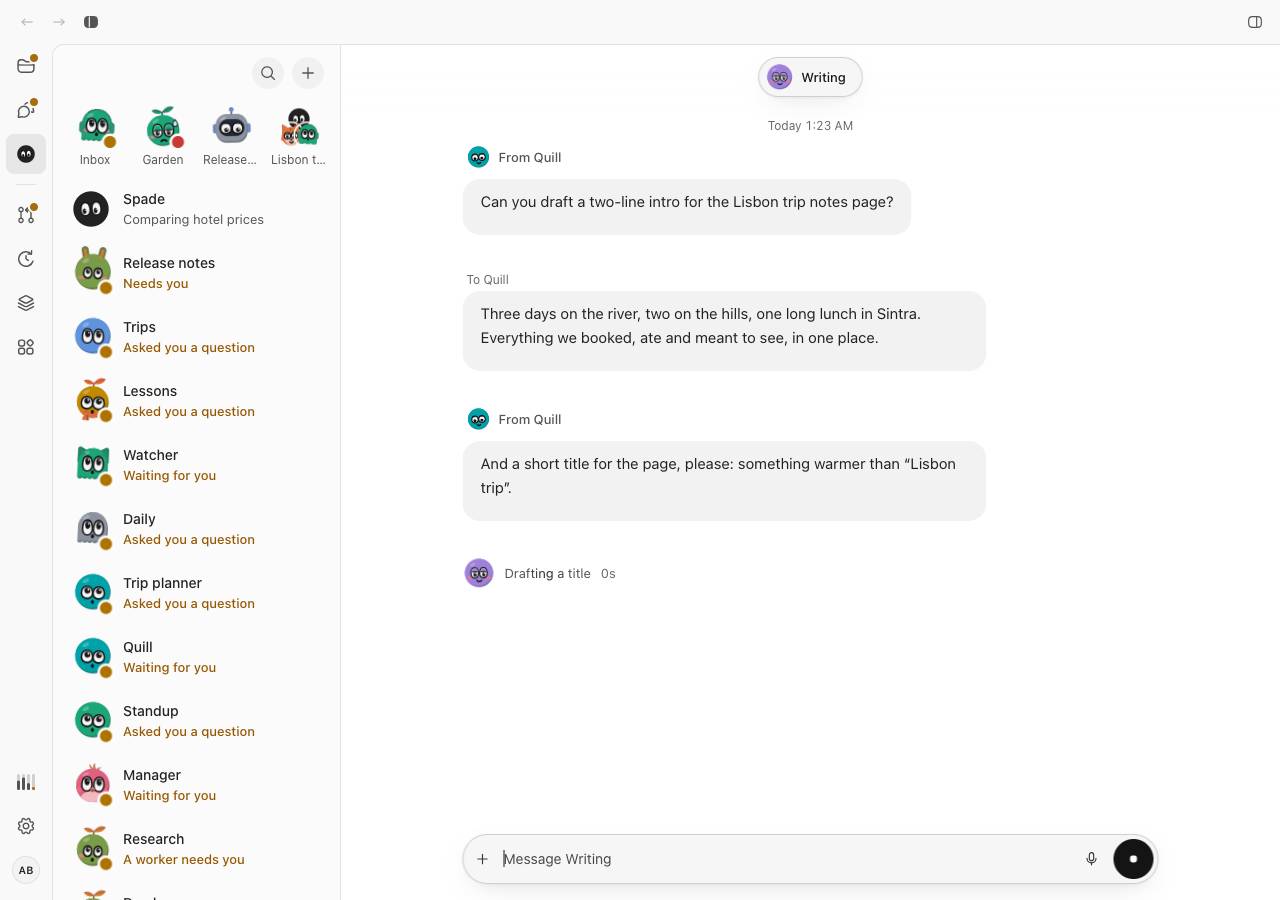 Writing
Today 1:23 AM
Inbox
Garden
Release...
Lisbon t...
Spade
Comparing hotel prices
Release notes
Needs you
Trips
Asked you a question
Lessons
Asked you a question
Watcher
Waiting for you
Daily
Asked you a question
Trip planner
Asked you a question
Quill
Waiting for you
Standup
Asked you a question
Manager
Waiting for you
Research
A worker needs you
AB
From Quill
Can you draft a two-line intro for the Lisbon trip notes page?
To Quill
Three days on the river, two on the hills, one long lunch in Sintra.
Everything we booked, ate and meant to see, in one place.
From Quill
And a short title for the page, please: something warmer than “Lisbon
trip”.
Drafting a title 0s
Message Writing